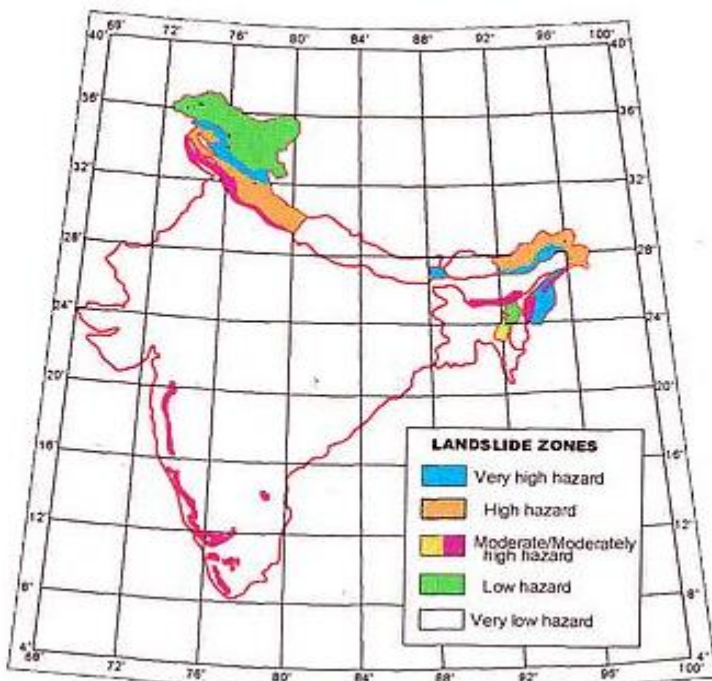 68' 72' 76' 80' 84' 88' 92' 96' 100'
40' 40'
36' 36'
32' 32'
28' 28'
24' 24'
20' 20'
16' 16'
12' 12'
8' 8'
4' 4'
68' 72' 76' 80' 84' 88' 92' 96' 100'
LANDSLIDE ZONES
Very high hazard
High hazard
Moderate/Moderately
high hazard
Low hazard
Very low hazard